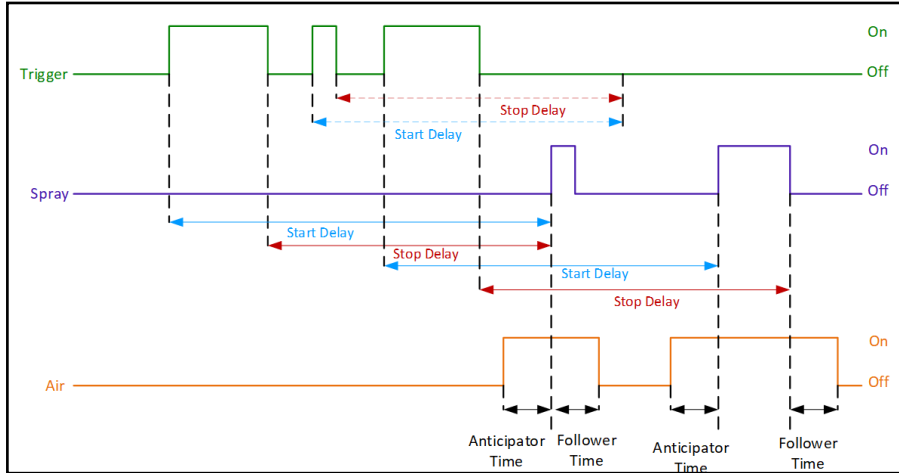 On
Trigger
Off
Stop Delay
Start Delay
On
Spray
Off
Start Delay
Stop Delay
Start Delay
Stop Delay
On
Air
Off
Anticipator
Time
Follower
Time
Anticipator
Time
Follower
Time